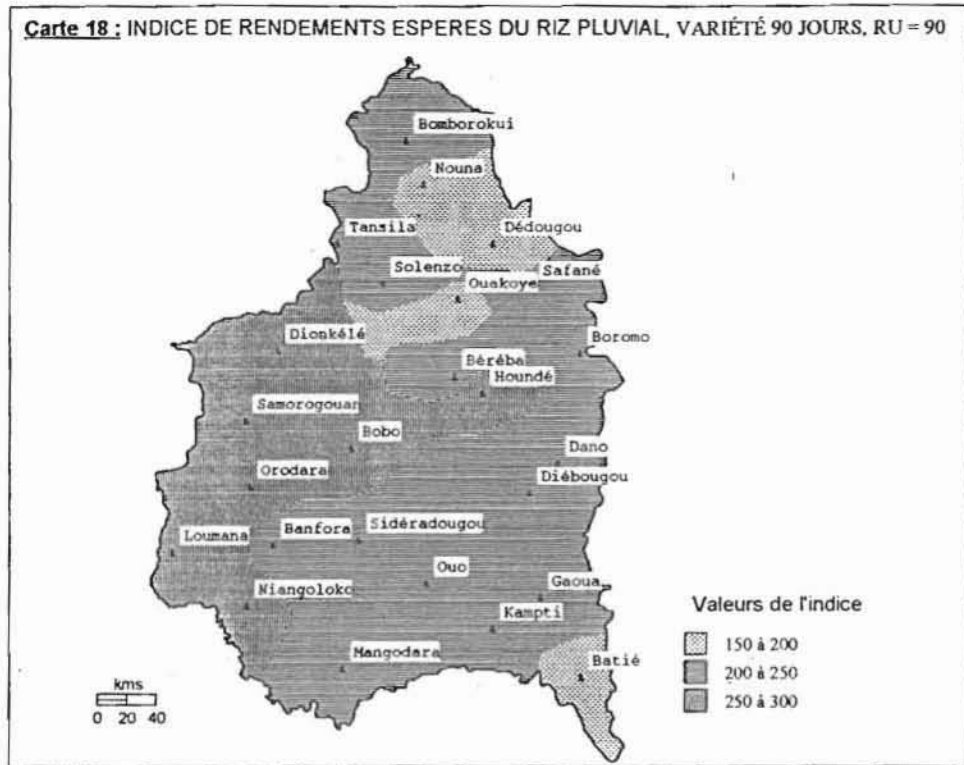 Carte 18 : INDICE DE RENDEMENTS ESPERES DU RIZ PLUVIAL, VARIÉTÉ 90 JOURS, RU = 90
Bomborokui
Nouna
Tansila
Dédougou
Solenzo
Safané
Ouakoye
Dionkélé
Boromo
Béréba
Houndé
Samorogouan
Bobo
Dano
Orodara
Diébougou
Loumana
Banfora
Sidéradougou
Ouo
Niangoloko
Gaoua
Kampti
Mangodara
Batié
Valeurs de l'indice
150 à 200
200 à 250
250 à 300
kms
0 20 40